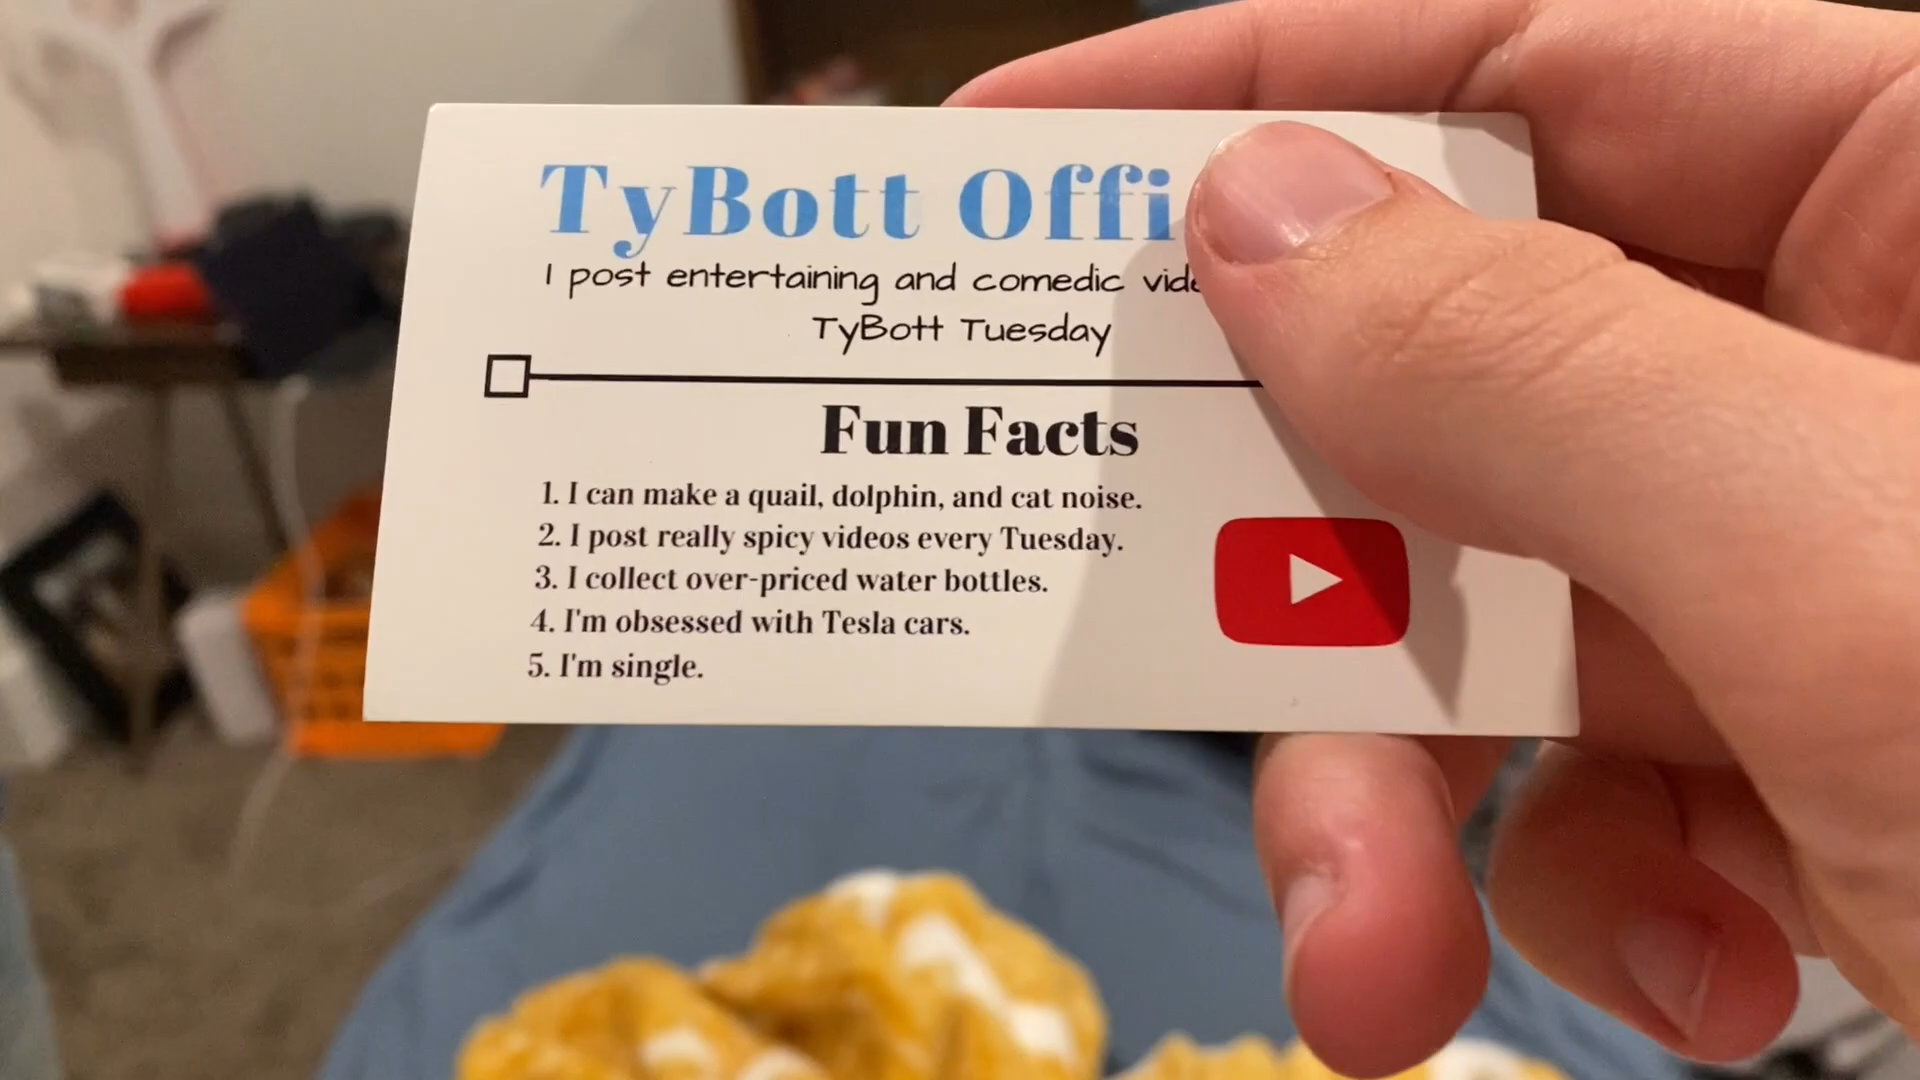 TyBott Offi
I post entertaining and comedic
TyBott Tuesday
Fun Facts
1. I can make a quail, dolphin, and cat noise.
2. I post really spicy videos every Tuesday.
3. I collect over-priced water bottles.
4. I'm obsessed with Tesla cars.
5. I'm single.